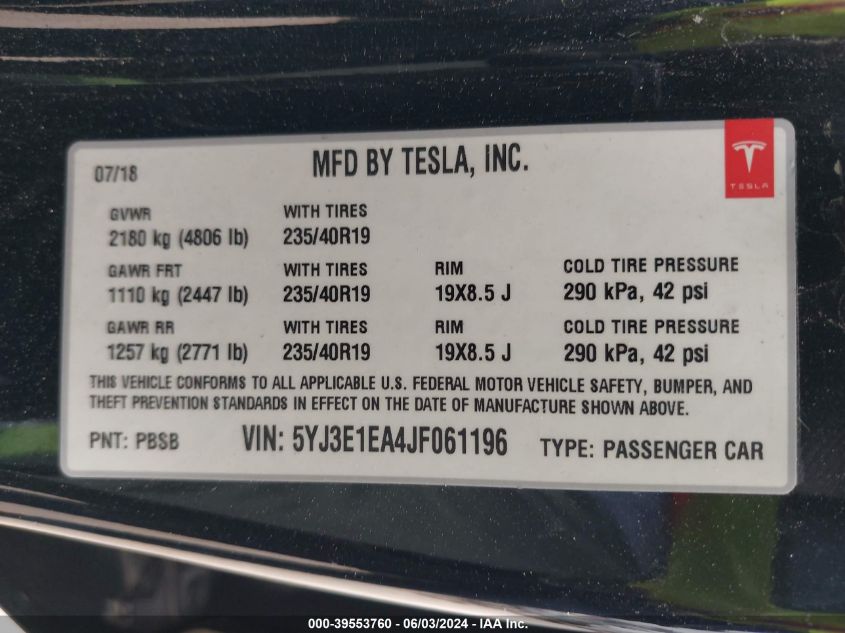 07/18
MFD BY TESLA, INC.
TESLA
GVWR WITH TIRES
2180 kg (4806 lb) 235/40R19
GAWR FRT WITH TIRES RIM COLD TIRE PRESSURE
1110 kg (2447 lb) 235/40R19 19X8.5 J 290 kPa, 42 psi
GAWR RR WITH TIRES RIM COLD TIRE PRESSURE
1257 kg (2771 lb) 235/40R19 19X8.5 J 290 kPa, 42 psi
THIS VEHICLE CONFORMS TO ALL APPLICABLE U.S. FEDERAL MOTOR VEHICLE SAFETY, BUMPER, AND
THEFT PREVENTION STANDARDS IN EFFECT ON THE DATE OF MANUFACTURE SHOWN ABOVE.
PNT: PBSB VIN: 5YJ3E1EA4JF061196 TYPE: PASSENGER CAR
000-39553760 - 06/03/2024 - IAA Inc.